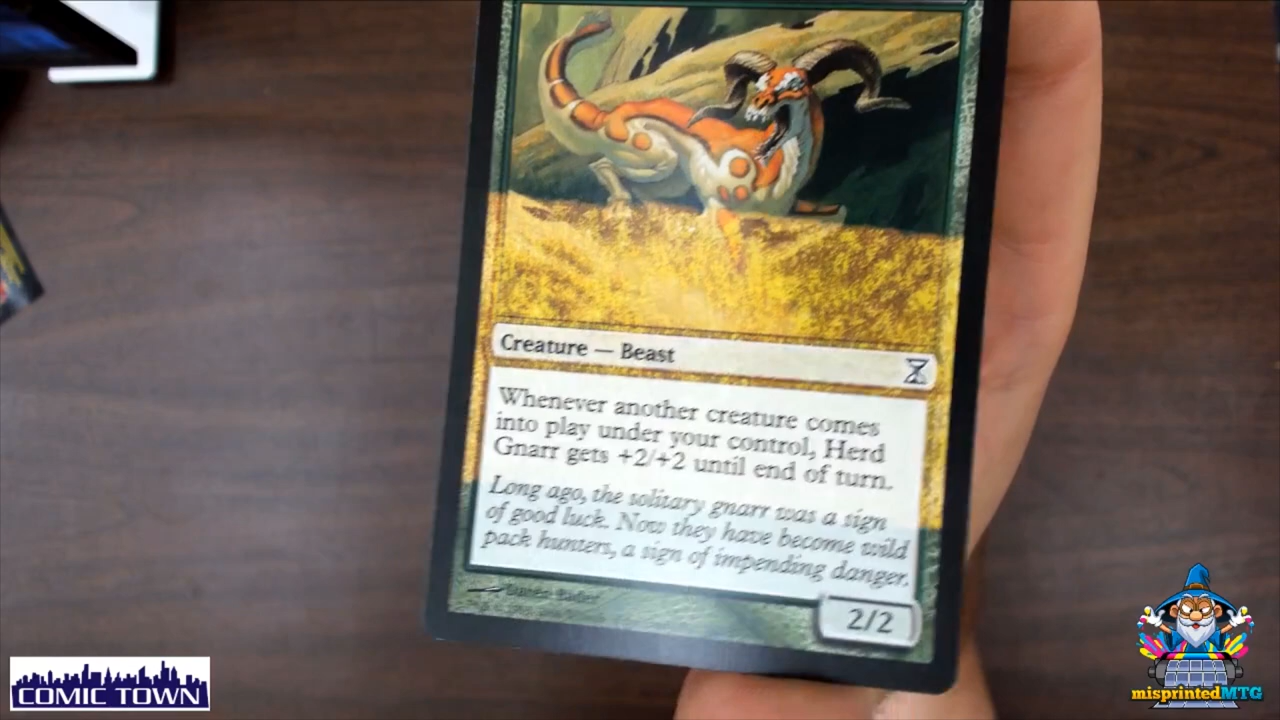 Creature — Beast
Whenever another creature comes
into play under your control, Herd
Gnarr gets +2/+2 until end of turn.
Long ago, the solitary gnarr was a sign
of good luck. Now they have become wild
pack hunters, a sign of impending danger.
2/2
COMIC TOWN
misprintedMTG